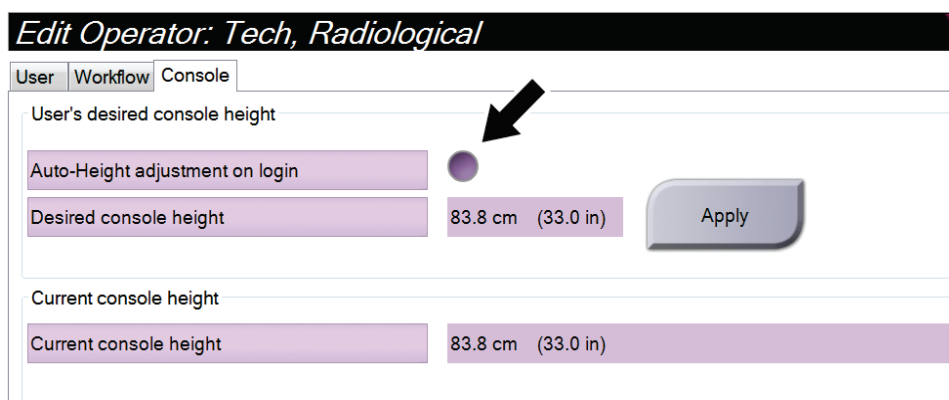 Edit Operator: Tech, Radiological
User Workflow Console
User's desired console height
Auto-Height adjustment on login
Desired console height 83.8 cm (33.0 in) Apply
Current console height
Current console height 83.8 cm (33.0 in)